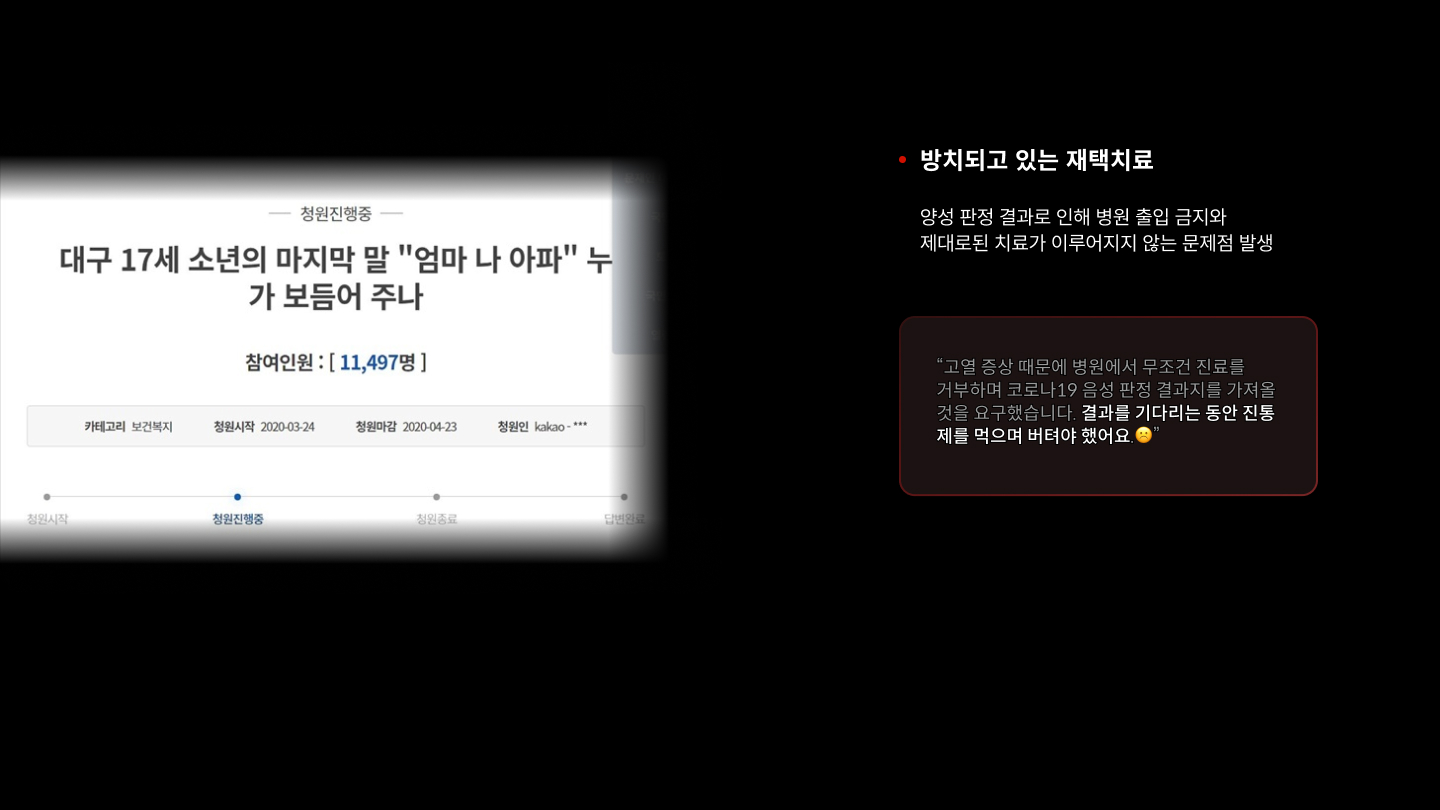 청원진행중
대구 17세 소년의 마지막 말 "엄마 나 아파" 누
가 보듬어 주나
참여인원 : [ 11,497명 ]
카테고리 보건복지 청원시작 2020-03-24 청원마감 2020-04-23 청원인 kakao - ***
청원시작 청원진행중 청원종료 답변완료
• 방치되고 있는 재택치료
양성 판정 결과로 인해 병원 출입 금지와
제대로된 치료가 이루어지지 않는 문제점 발생
“고열 증상 때문에 병원에서 무조건 진료를
거부하며 코로나19 음성 판정 결과지를 가져올
것을 요구했습니다. 결과를 기다리는 동안 진통
제를 먹으며 버텨야 했어요.☹️”